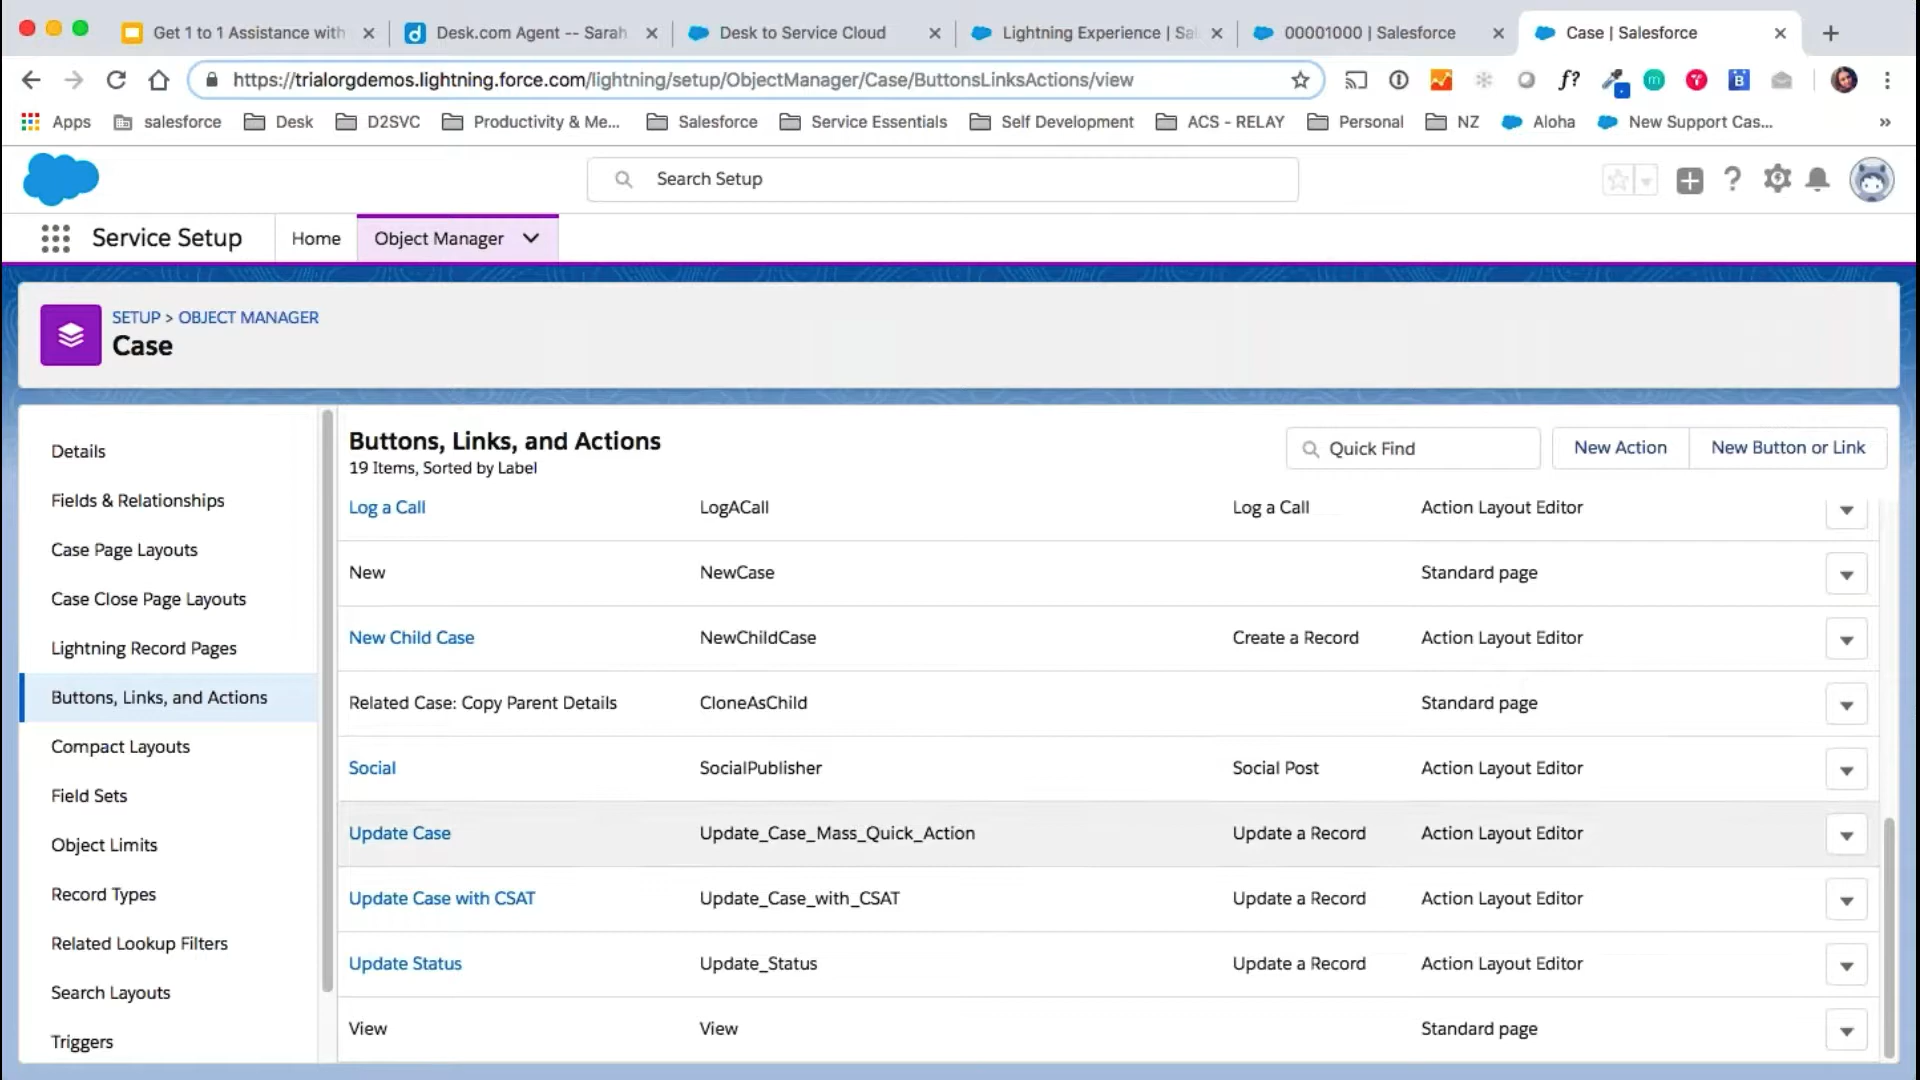 Get 1 to 1 Assistance with
Desk.com Agent -- Sarah
Desk to Service Cloud
Lightning Experience | Sa
00001000 | Salesforce
Case | Salesforce
https://trialorgdemos.lightning.force.com/lightning/setup/ObjectManager/Case/ButtonsLinksActions/view
Apps
salesforce
Desk
D2SVC
Productivity & Me...
Salesforce
Service Essentials
Self Development
ACS - RELAY
Personal
NZ
Aloha
New Support Cas...
Search Setup
Service Setup
Home
Object Manager
SETUP > OBJECT MANAGER
Case
Details
Fields & Relationships
Case Page Layouts
Case Close Page Layouts
Lightning Record Pages
Buttons, Links, and Actions
Compact Layouts
Field Sets
Object Limits
Record Types
Related Lookup Filters
Search Layouts
Triggers
Buttons, Links, and Actions
19 Items, Sorted by Label
Quick Find
New Action
New Button or Link
Log a Call LogACall Log a Call Action Layout Editor
New NewCase Standard page
New Child Case NewChildCase Create a Record Action Layout Editor
Related Case: Copy Parent Details CloneAsChild Standard page
Social SocialPublisher Social Post Action Layout Editor
Update Case Update_Case_Mass_Quick_Action Update a Record Action Layout Editor
Update Case with CSAT Update_Case_with_CSAT Update a Record Action Layout Editor
Update Status Update_Status Update a Record Action Layout Editor
View View Standard page